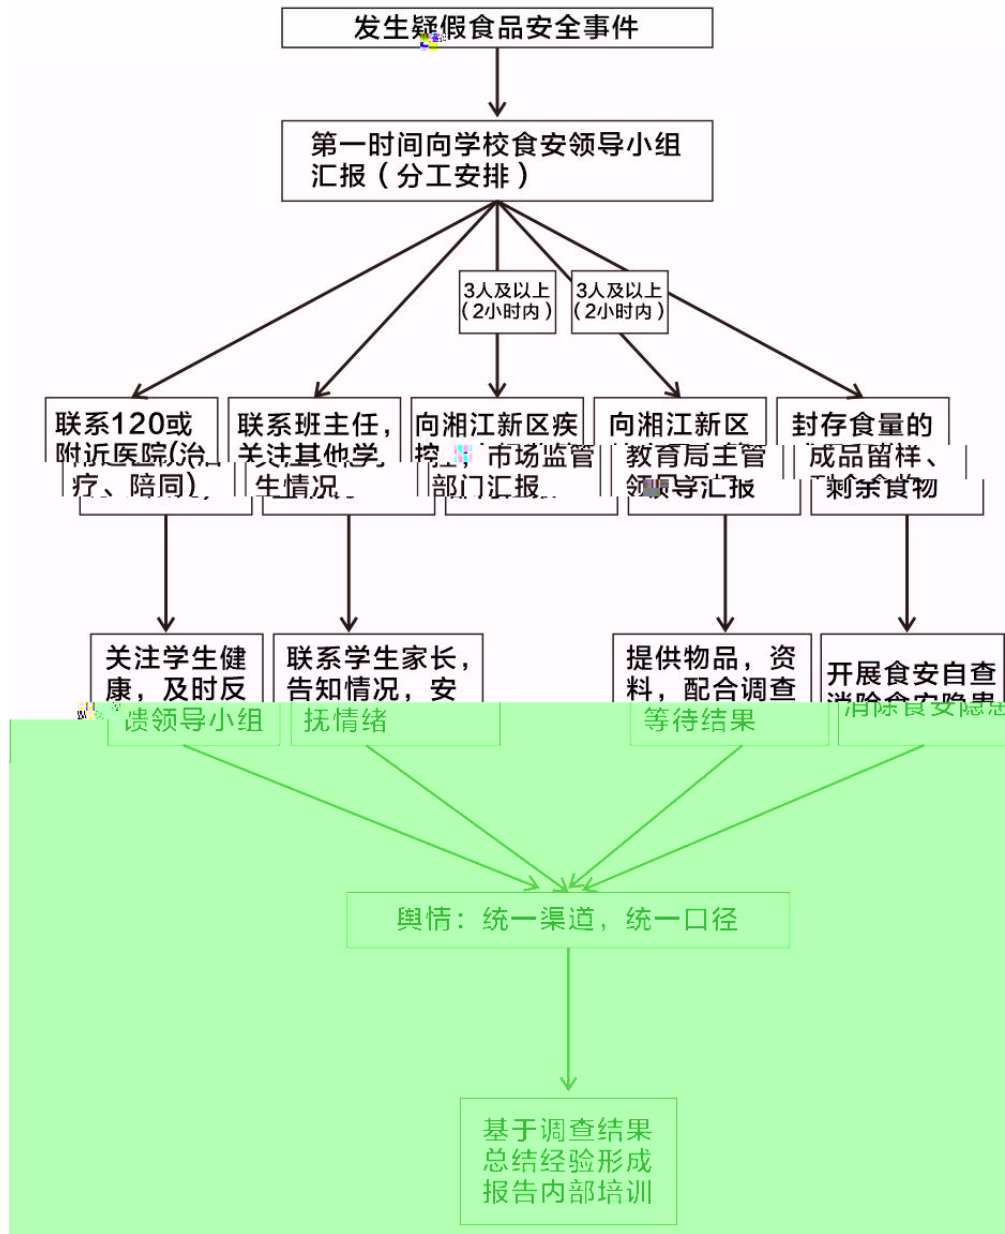 发生疑假食品安全事件
第一时间向学校食安领导小组
汇报（分工安排）
3人及以上
（2小时内）
3人及以上
（2小时内）
联系120或
附近医院(治
疗、陪同)
联系班主任，
关注其他学
生情况
向湘江新区疾
控，市场监管
部门汇报
向湘江新区
教育局主管
领导汇报
封存食量的
成品留样、
剩余食物
关注学生健
康，及时反
馈领导小组
联系学生家长，
告知情况，安
抚情绪
提供物品，资
料，配合调查
等待结果
开展食安自查
消除食安隐患
舆情：统一渠道，统一口径
基于调查结果
总结经验形成
报告内部培训